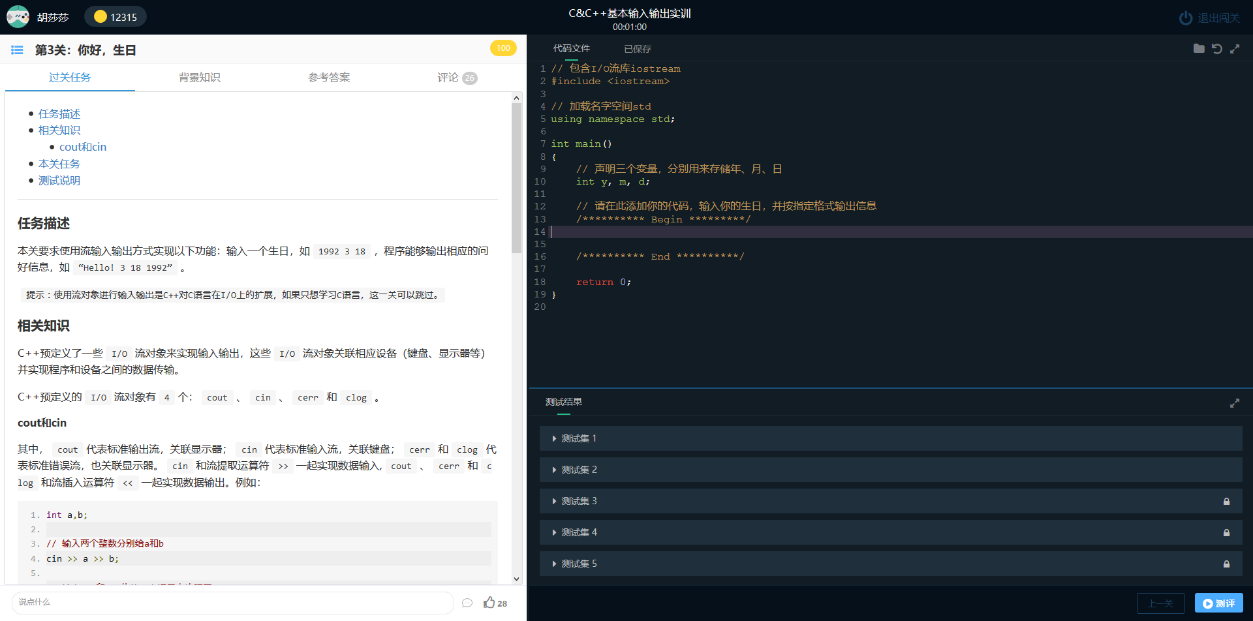 胡莎莎 12315
C&C++基本输入输出实训
00:01:00
退出闯关
第3关：你好，生日 100
过关任务 背景知识 参考答案 评论 26
任务描述
相关知识
cout和cin
本关任务
测试说明
任务描述
本关要求使用流输入输出方式实现以下功能：输入一个生日，如 1992 3 18 ，程序能够输出相应的问
好信息，如 “Hello! 3 18 1992” 。
提示：使用流对象进行输入输出是C++对C语言在I/O上的扩展，如果只想学习C语言，这一关可以跳过。
相关知识
C++预定义了一些 I/O 流对象来实现输入输出，这些 I/O 流对象关联相应设备（键盘、显示器等）
并实现程序和设备之间的数据传输。
C++预定义的 I/O 流对象有 4 个： cout 、 cin 、 cerr 和 clog 。
cout和cin
其中， cout 代表标准输出流，关联显示器； cin 代表标准输入流，关联键盘； cerr 和 clog 代
表标准错误流，也关联显示器。 cin 和流提取运算符 >> 一起实现数据输入，cout 、 cerr 和 c
log 和流插入运算符 << 一起实现数据输出。例如：
1. int a,b;
2.
3. // 输入两个整数分别给a和b
4. cin >> a >> b;
5.
说点什么 28
代码文件 已保存
1 // 包含I/O流库iostream
2 #include <iostream>
3
4 // 加载名字空间std
5 using namespace std;
6
7 int main()
8 {
9 // 声明三个变量，分别用来存储年、月、日
10 int y, m, d;
11
12 // 请在此添加你的代码，输入你的生日，并按指定格式输出信息
13 /********** Begin *********/
14
15
16 /********** End **********/
17
18 return 0;
19 }
20
测试结果
测试集 1
测试集 2
测试集 3
测试集 4
测试集 5
上一关 测评